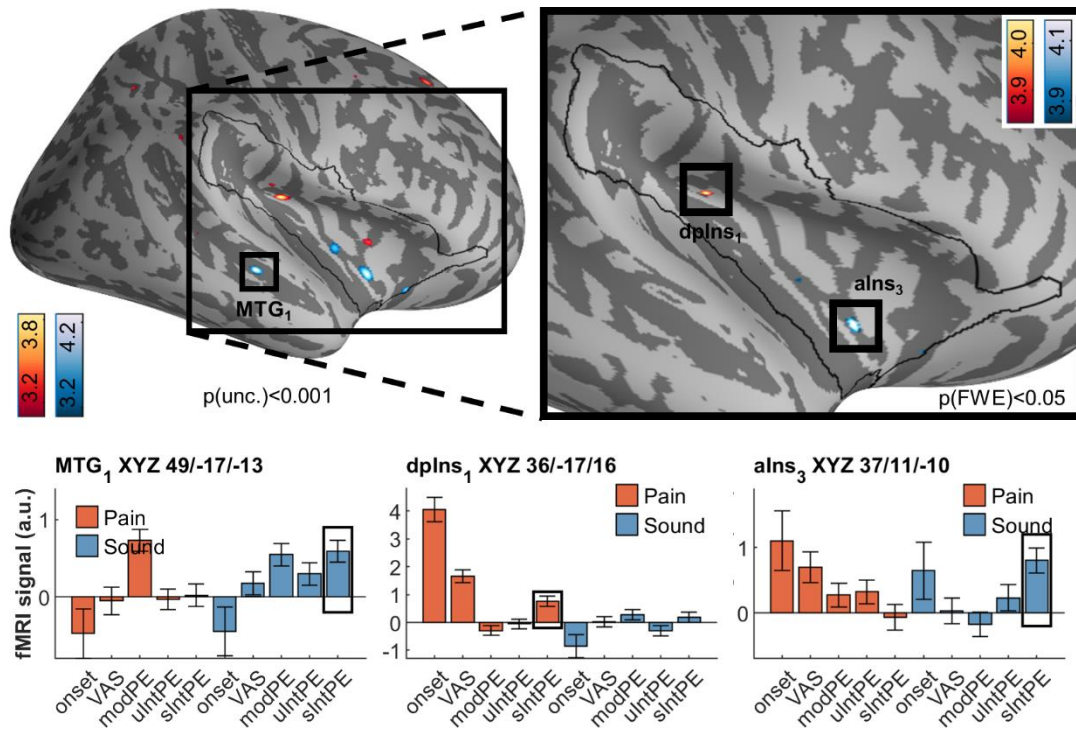 4.0
3.9
4.1
3.9
dpIns1
aIns3
MTG1
3.8
3.2
4.2
3.2
p(unc.)<0.001
p(FWE)<0.05
MTG1 XYZ 49/-17/-13
dpIns1 XYZ 36/-17/16
aIns3 XYZ 37/11/-10
fMRI signal (a.u.)
1
0
Pain
Sound
onset
VAS
modPE
uIntPE
sIntPE
onset
VAS
modPE
uIntPE
sIntPE
4
3
2
1
0
-1
Pain
Sound
onset
VAS
modPE
uIntPE
sIntPE
onset
VAS
modPE
uIntPE
sIntPE
1
0
Pain
Sound
onset
VAS
modPE
uIntPE
sIntPE
onset
VAS
modPE
uIntPE
sIntPE